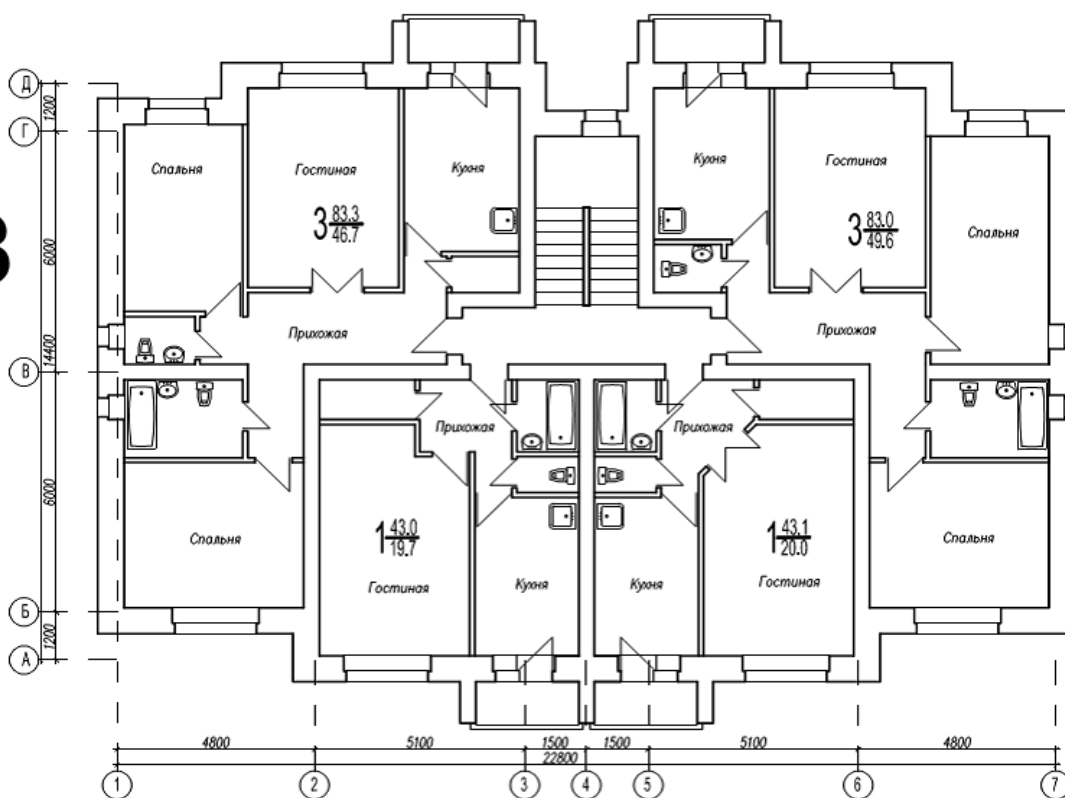 Д
1200
Г
Спальня
Гостиная
Кухня
Кухня
Гостиная
3 83.3
46.7
3 83.0
49.6
Спальня
6000
Прихожая
Прихожая
14400
В
Прихожая
Прихожая
6000
1 43.0
19.7
1 43.1
20.0
Спальня
Спальня
Гостиная
Кухня
Кухня
Гостиная
Б
1200
А
4800
5100
1500
1500
5100
4800
22800
1
2
3
4
5
6
7